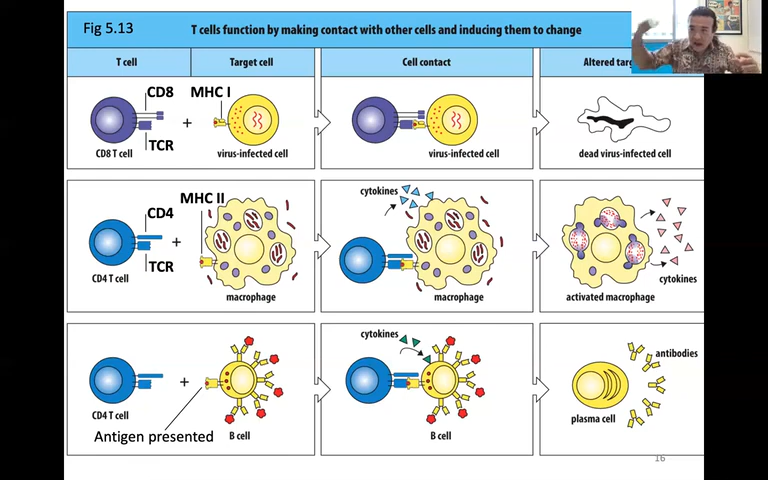 Fig 5.13
T cells function by making contact with other cells and inducing them to change
T cell
Target cell
Cell contact
Altered
CD8
MHC I
+
TCR
CD8 T cell
virus-infected cell
virus-infected cell
dead virus-infected cell
MHC II
CD4
+
TCR
CD4 T cell
macrophage
cytokines
macrophage
activated macrophage
cytokines
+
CD4 T cell
Antigen presented
B cell
cytokines
B cell
plasma cell
antibodies
16